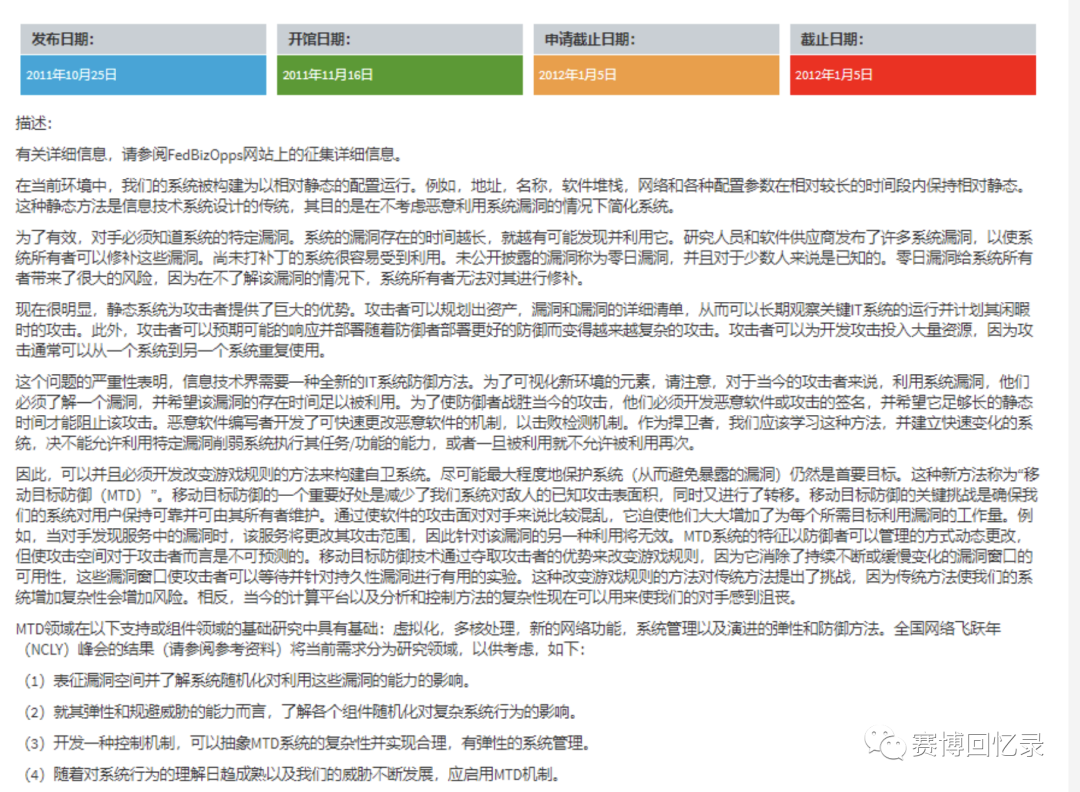 发布日期： 开馆日期： 申请截止日期： 截止日期：
2011年10月25日 2011年11月16日 2012年1月5日 2012年1月5日
描述：
有关详细信息，请参阅FedBizOpps网站上的征集详细信息。
在当前环境中，我们的系统被构建为以相对静态的配置运行。例如，地址，名称，软件堆栈，网络和各种配置参数在相对较长的时间段内保持相对静态。
这种静态方法是信息技术系统设计的传统，其目的是在不考虑恶意利用系统漏洞的情况下简化系统。
为了有效，对手必须知道系统的特定漏洞。系统的漏洞存在的时间越长，就越有可能发现并利用它。研究人员和软件供应商发布了许多系统漏洞，以使系
统所有者可以修补这些漏洞。尚未打补丁的系统很容易受到利用。未公开披露的漏洞称为零日漏洞，并且对于少数人来说是已知的。零日漏洞给系统所有
者带来了很大的风险，因为在不了解该漏洞的情况下，系统所有者无法对其进行修补。
现在很明显，静态系统为攻击者提供了巨大的优势。攻击者可以规划出资产，漏洞和漏洞的详细清单，从而可以长期观察关键IT系统的运行并计划其闲暇
时的攻击。此外，攻击者可以预期可能的响应并部署随着防御者部署更好的防御而变得越来越复杂的攻击。攻击者可以为开发攻击投入大量资源，因为攻
击通常可以从一个系统到另一个系统重复使用。
这个问题的严重性表明，信息技术界需要一种全新的IT系统防御方法。为了可视化新环境的元素，请注意，对于当今的攻击者来说，利用系统漏洞，他们
必须了解一个漏洞，并希望该漏洞的存在时间足以被利用。为了使防御者战胜当今的攻击，他们必须开发恶意软件或攻击的签名，并希望它足够长的静态
时间才能阻止该攻击。恶意软件编写者开发了可快速更改恶意软件的机制，以击败检测机制。作为捍卫者，我们应该学习这种方法，并建立快速变化的系
统，决不能允许利用特定漏洞削弱系统执行其任务/功能的能力，或者一旦被利用就不允许被利用再次。
因此，可以并且必须开发改变游戏规则的方法来构建自卫系统。尽可能最大程度地保护系统（从而避免暴露的漏洞）仍然是首要目标。这种新方法称为“移
动目标防御（MTD）”。移动目标防御的一个重要好处是减少了我们系统对敌人的已知攻击表面积，同时又进行了转移。移动目标防御的关键挑战是确保我
们的系统对用户保持可靠并可由其所有者维护。通过使软件的攻击面对对手来说比较混乱，它迫使他们大大增加了为每个所需目标利用漏洞的工作量。例
如，当对手发现服务中的漏洞时，该服务将更改其攻击范围，因此针对该漏洞的另一种利用将无效。MTD系统的特征以防御者可以管理的方式动态更改，
但使攻击空间对于攻击者而言是不可预测的。移动目标防御技术通过夺取攻击者的优势来改变游戏规则，因为它消除了持续不断或缓慢变化的漏洞窗口的
可用性，这些漏洞窗口使攻击者可以等待并针对持久性漏洞进行有用的实验。这种改变游戏规则的方法对传统方法提出了挑战，因为传统方法使我们的系
统增加复杂性会增加风险。相反，当今的计算平台以及分析和控制方法的复杂性现在可以用来使我们的对手感到沮丧。
MTD领域在以下支持或组件领域的基础研究中具有基础：虚拟化，多核处理，新的网络功能，系统管理以及演进的弹性和防御方法。全国网络飞跃年
（NCLY）峰会的结果（请参阅参考资料）将当前需求分为研究领域，以供考虑，如下：
（1）表征漏洞空间并了解系统随机化对利用这些漏洞的能力的影响。
（2）就其弹性和规避威胁的能力而言，了解各个组件随机化对复杂系统行为的影响。
（3）开发一种控制机制，可以抽象MTD系统的复杂性并实现合理，有弹性的系统管理。
（4）随着对系统行为的理解日趋成熟以及我们的威胁不断发展，应启用MTD机制。
赛博回忆录